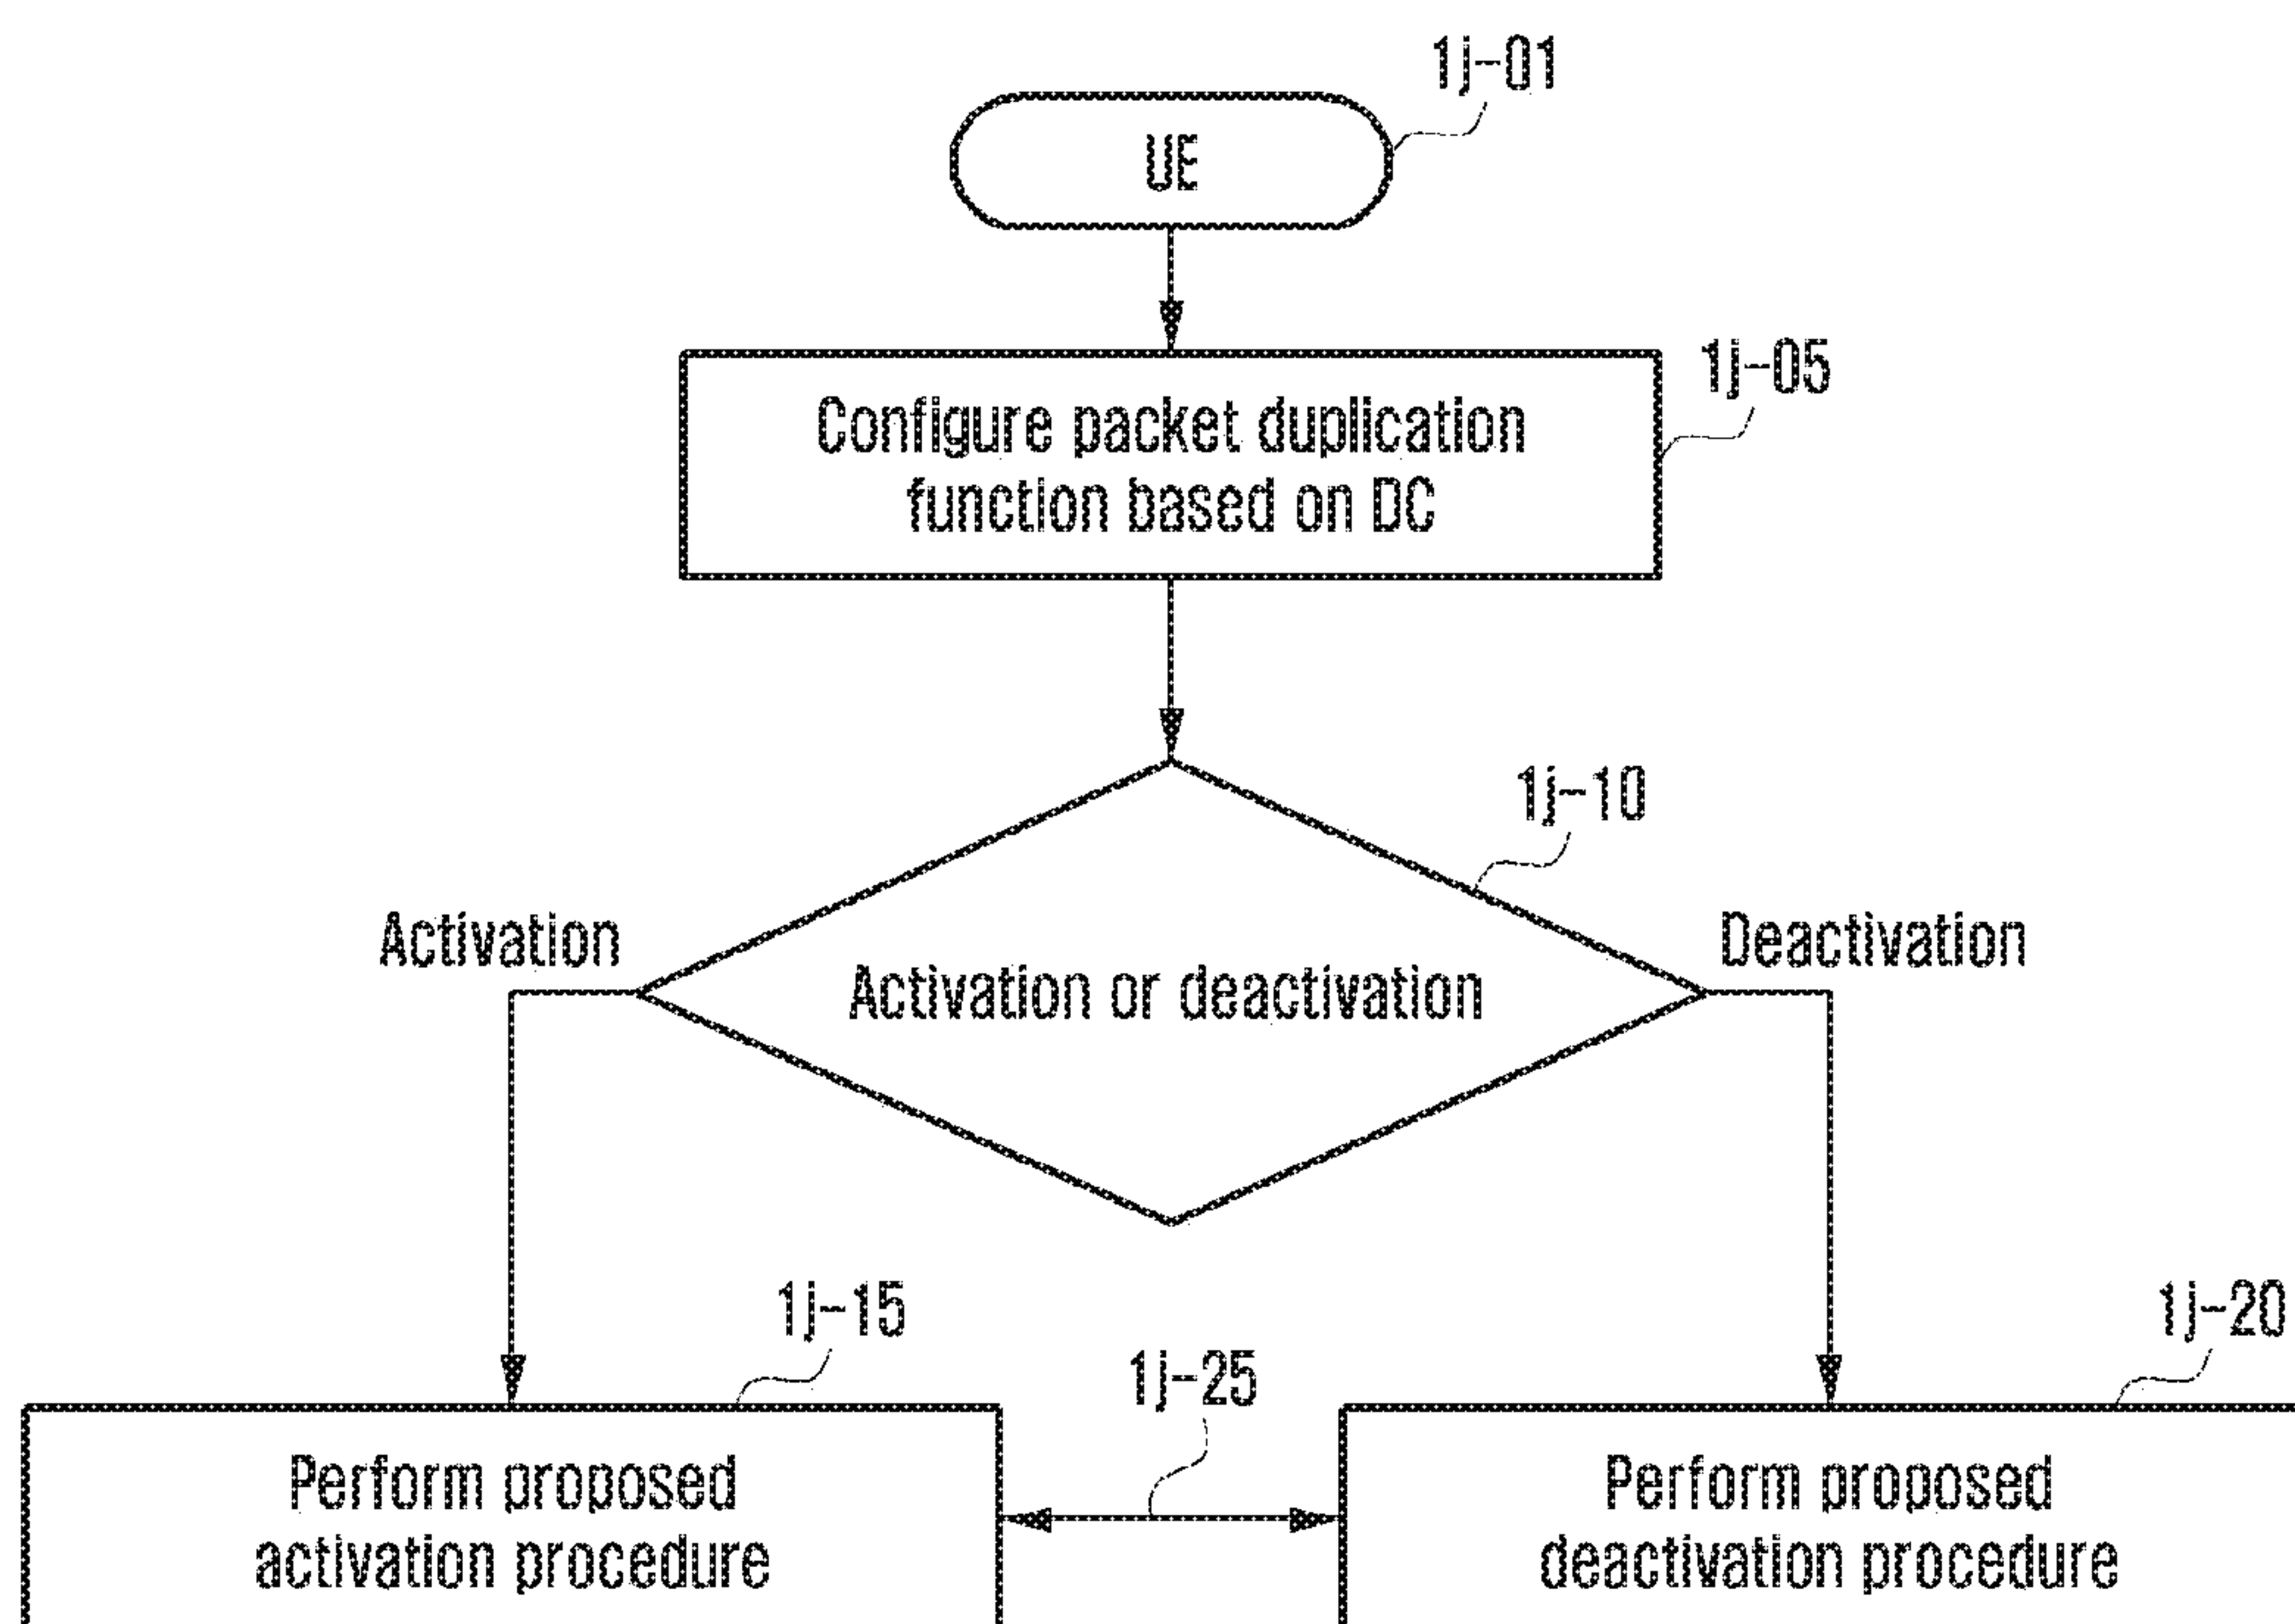 1j-01
UE
1j-05
Configure packet duplication
function based on DC
1j-10
Activation
Deactivation
Activation or deactivation
1j-15
1j-20
1j-25
Perform proposed
activation procedure
Perform proposed
deactivation procedure